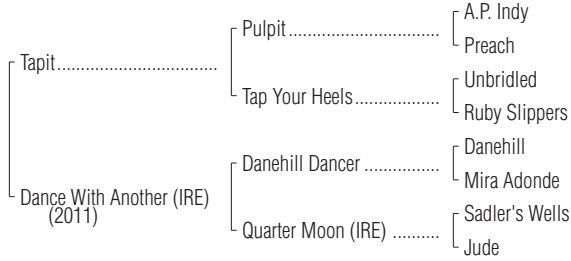 A.P. Indy
Pulpit................................
Preach
Tapit..................................
Unbridled
Tap Your Heels..................
Ruby Slippers
Danehill
Danehill Dancer ................
Mira Adonde
Dance With Another (IRE)
(2011)
Sadler's Wells
Quarter Moon (IRE) ..........
Jude